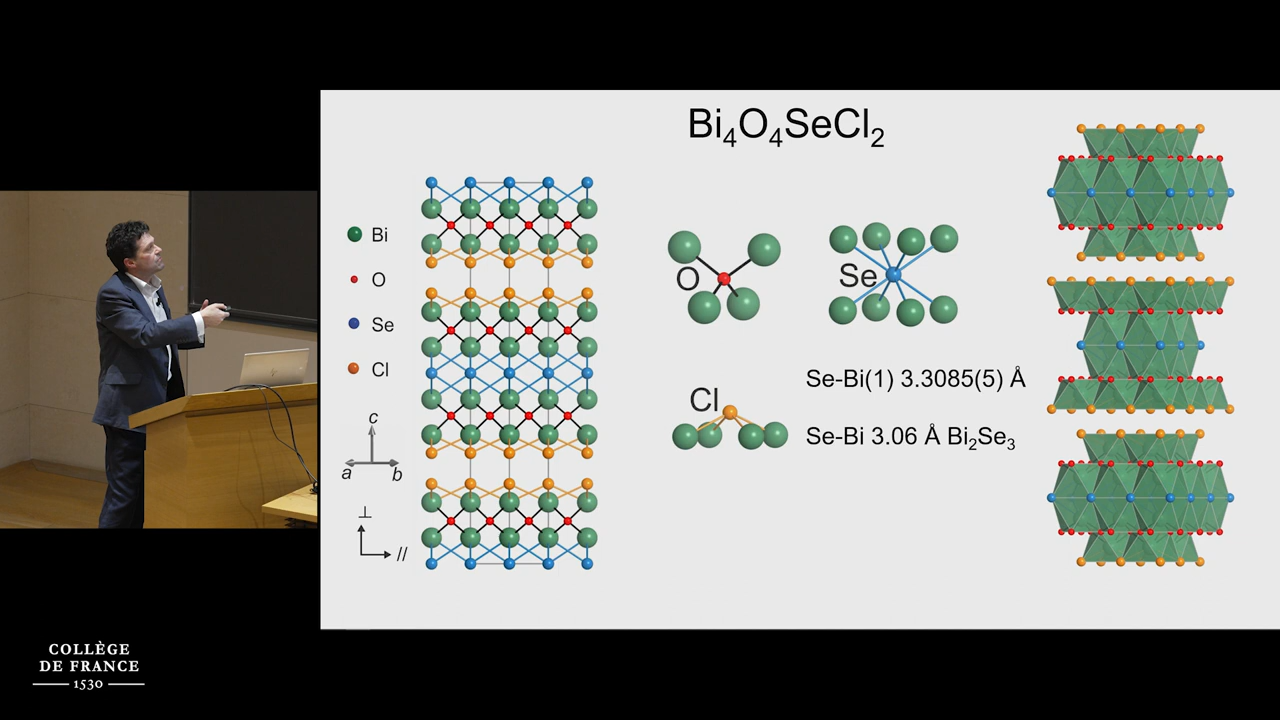 Bi₄O₄SeCl₂
Bi
O
Se
Cl
c
a
b
⊥
//
O
Se
Cl
Se-Bi(1) 3.3085(5) Å
Se-Bi 3.06 Å Bi₂Se₃
COLLÈGE
DE FRANCE
1530